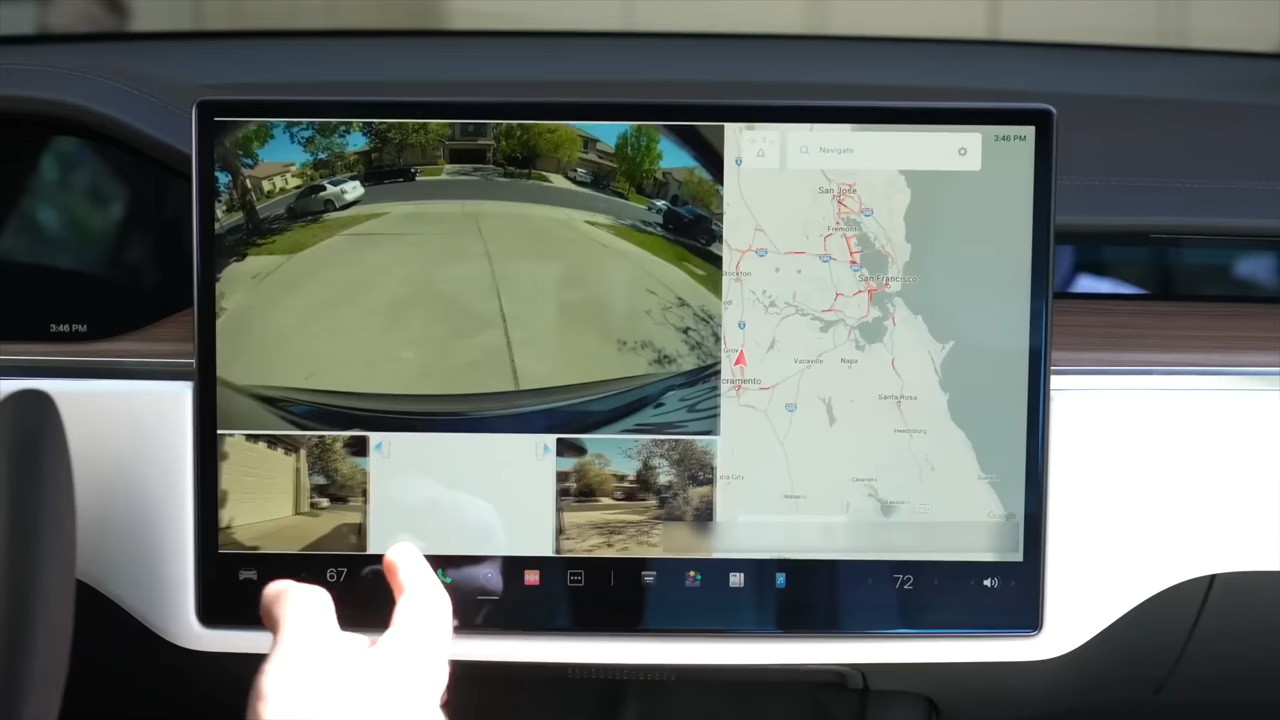 3:46 PM
Navigate
San Jose
Fremont
Stockton
San Francisco
Vacaville
Napa
cramento
Santa Rosa
Healdsburg
Google
3:46 PM
67
72